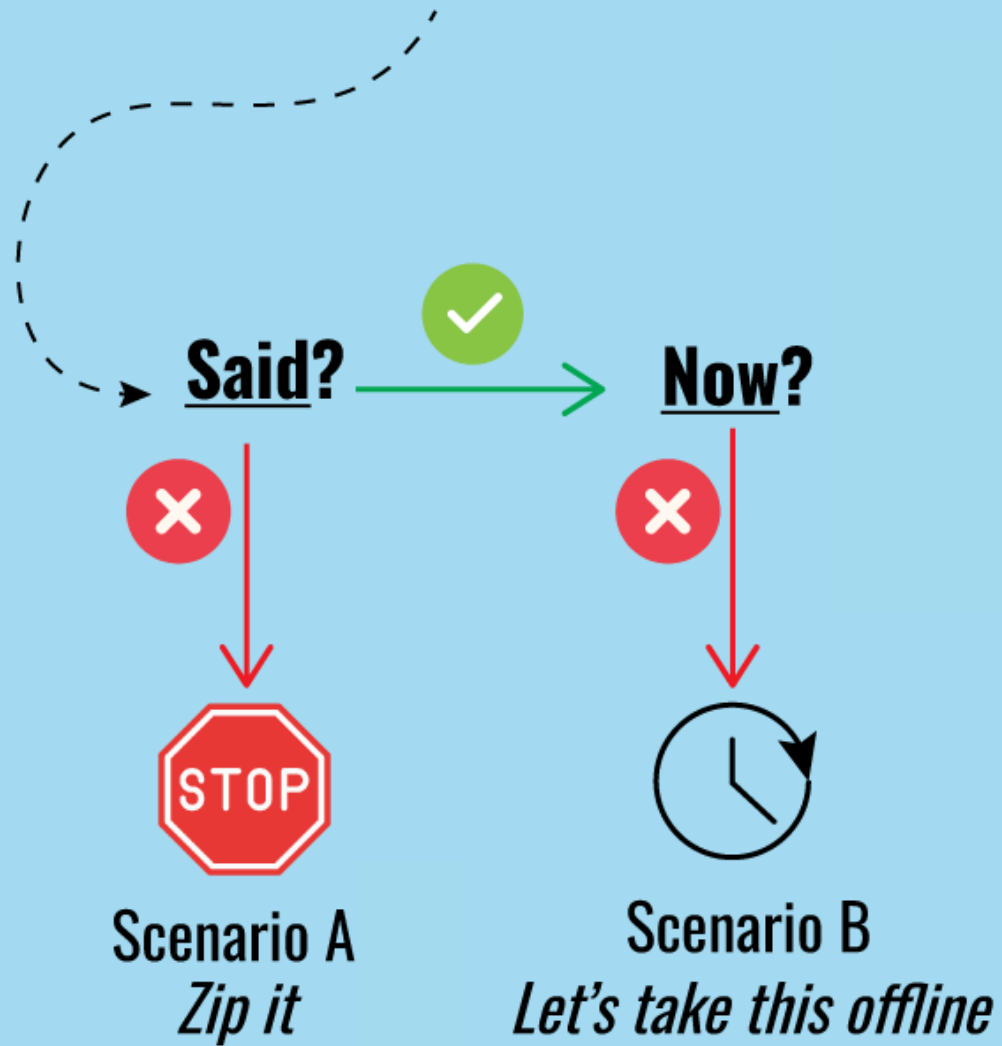 Said?
Now?
STOP
Scenario A
Zip it
Scenario B
Let's take this offline